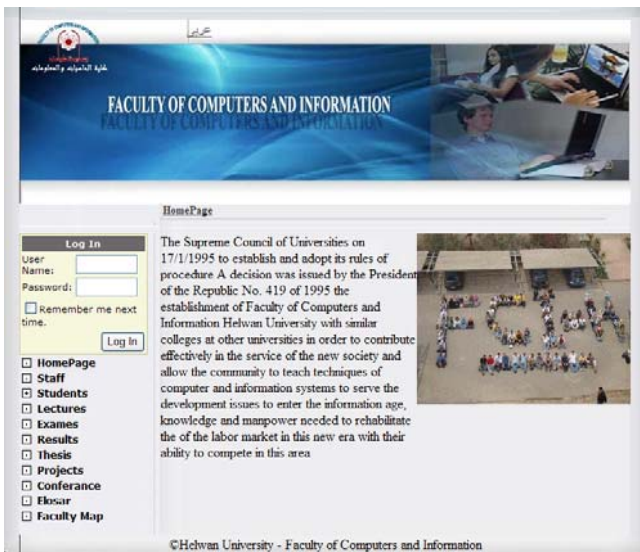 عربى
كلية الحاسبات والمعلومات
FACULTY OF COMPUTERS AND INFORMATION
HomePage
Log In
User Name:
Password:
Remember me next time.
Log In
HomePage
Staff
Students
Lectures
Exames
Results
Thesis
Projects
Conferance
Elosar
Faculty Map
The Supreme Council of Universities on
17/1/1995 to establish and adopt its rules of
procedure A decision was issued by the President
of the Republic No. 419 of 1995 the
establishment of Faculty of Computers and
Information Helwan University with similar
colleges at other universities in order to contribute
effectively in the service of the new society and
allow the community to teach techniques of
computer and information systems to serve the
development issues to enter the information age,
knowledge and manpower needed to rehabilitate
the of the labor market in this new era with their
ability to compete in this area
©Helwan University - Faculty of Computers and Information